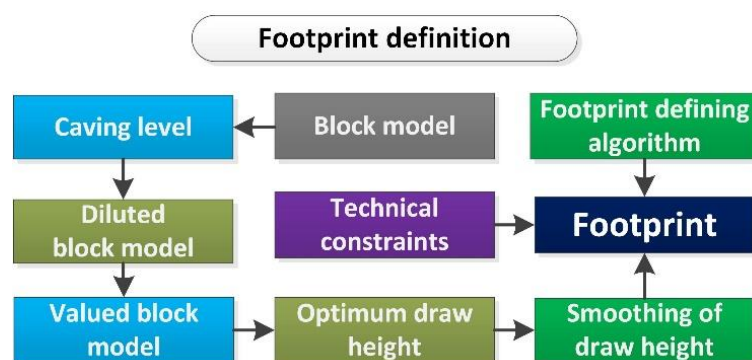 Footprint definition
Caving level
Block model
Footprint defining
algorithm
Diluted
block model
Technical
constraints
Footprint
Valued block
model
Optimum draw
height
Smoothing of
draw height